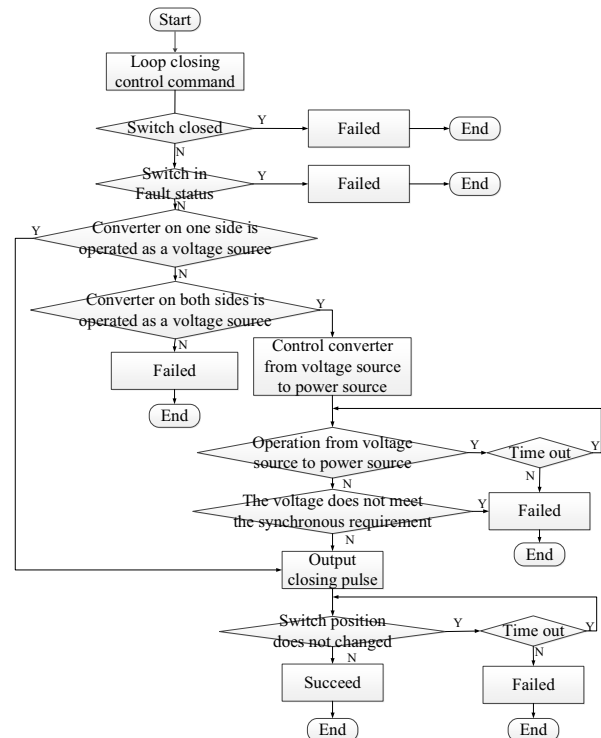 Start
Loop closing
control command
Switch closed
Y
Failed
End
N
Switch in
Fault status
Y
Failed
End
N
Converter on one side is
operated as a voltage source
Y
N
Converter on both sides is
operated as a voltage source
Y
N
Failed
End
Control converter
from voltage source
to power source
Operation from voltage
source to power source
Y
Time out
Y
N
N
The voltage does not meet
the synchronous requirement
Y
Failed
End
N
Output
closing pulse
Switch position
does not changed
Y
Time out
Y
N
N
Succeed
Failed
End
End